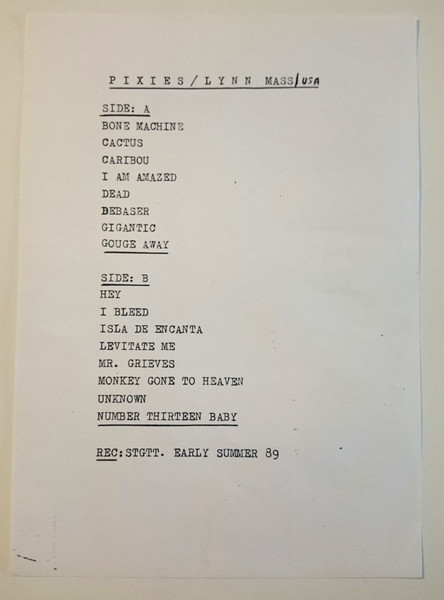 PIXIES/LYNN MASS/USA
SIDE: A
BONE MACHINE
CACTUS
CARIBOU
I AM AMAZED
DEAD
DEBASER
GIGANTIC
GOUGE AWAY
SIDE: B
HEY
I BLEED
ISLA DE ENCANTA
LEVITATE ME
MR. GRIEVES
MONKEY GONE TO HEAVEN
UNKNOWN
NUMBER THIRTEEN BABY
REC:STGTT. EARLY SUMMER 89